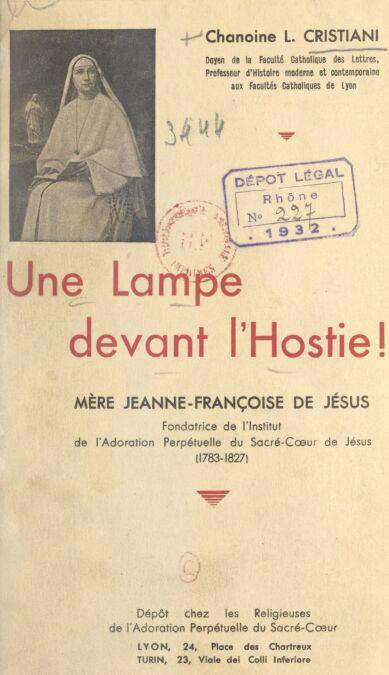 Chanoine L. CRISTIANI
Doyen de la Faculté Catholique des Lettres,
Professeur d'Histoire moderne et contemporaine
aux Facultés Catholiques de Lyon
3444
DÉPOT LÉGAL
Rhône
No 227
1932
Une Lampe
devant l'Hostie!
MÈRE JEANNE-FRANÇOISE DE JÉSUS
Fondatrice de l'Institut
de l'Adoration Perpétuelle du Sacré-Cœur de Jésus
(1783-1827)
Dépôt chez les Religieuses
de l'Adoration Perpétuelle du Sacré-Cœur
LYON, 24, Place des Chartreux
TURIN, 23, Viale dei Colli Inferiore